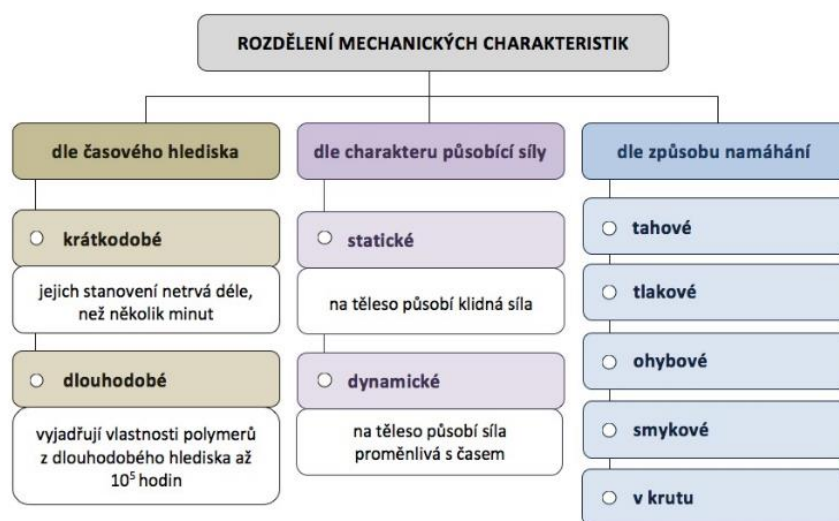 ROZDĚLENÍ MECHANICKÝCH CHARAKTERISTIK
dle časového hlediska
krátkodobé
jejich stanovení netrvá déle,
než několik minut
dlouhodobé
vyjadřují vlastnosti polymerů
z dlouhodobého hlediska až
10⁵ hodin
dle charakteru působící síly
statické
na těleso působí klidná síla
dynamické
na těleso působí síla
proměnlivá s časem
dle způsobu namáhání
tahové
tlakové
ohybové
smykové
v krutu